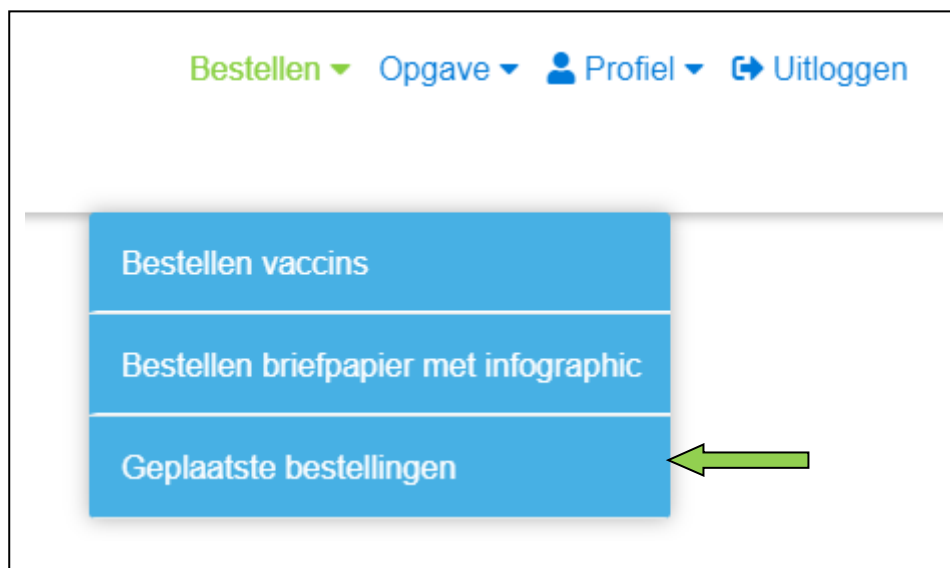 Bestellen Opgave Profiel Uitloggen
Bestellen vaccins
Bestellen briefpapier met infographic
Geplaatste bestellingen